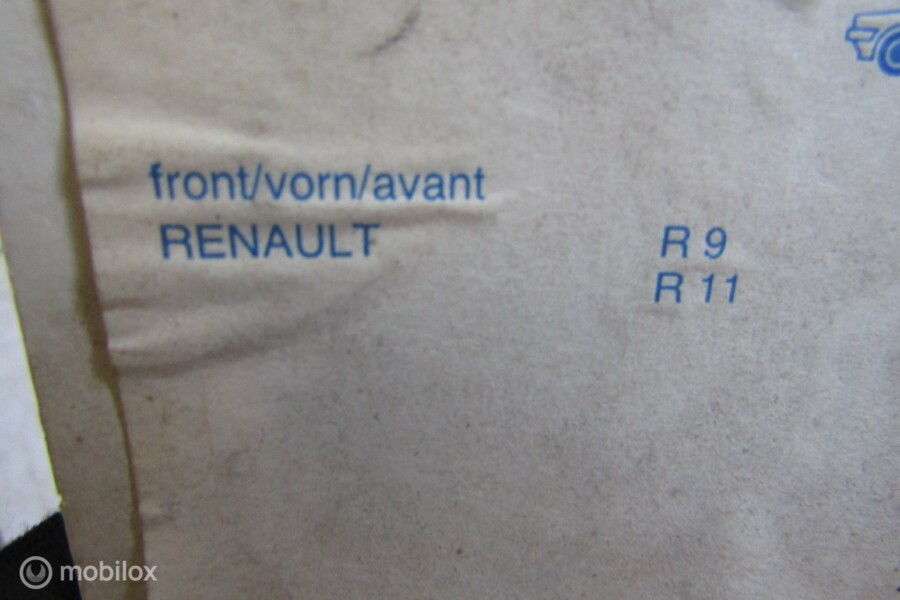 front/vorn/avant
RENAULT R 9
R 11
mobilox